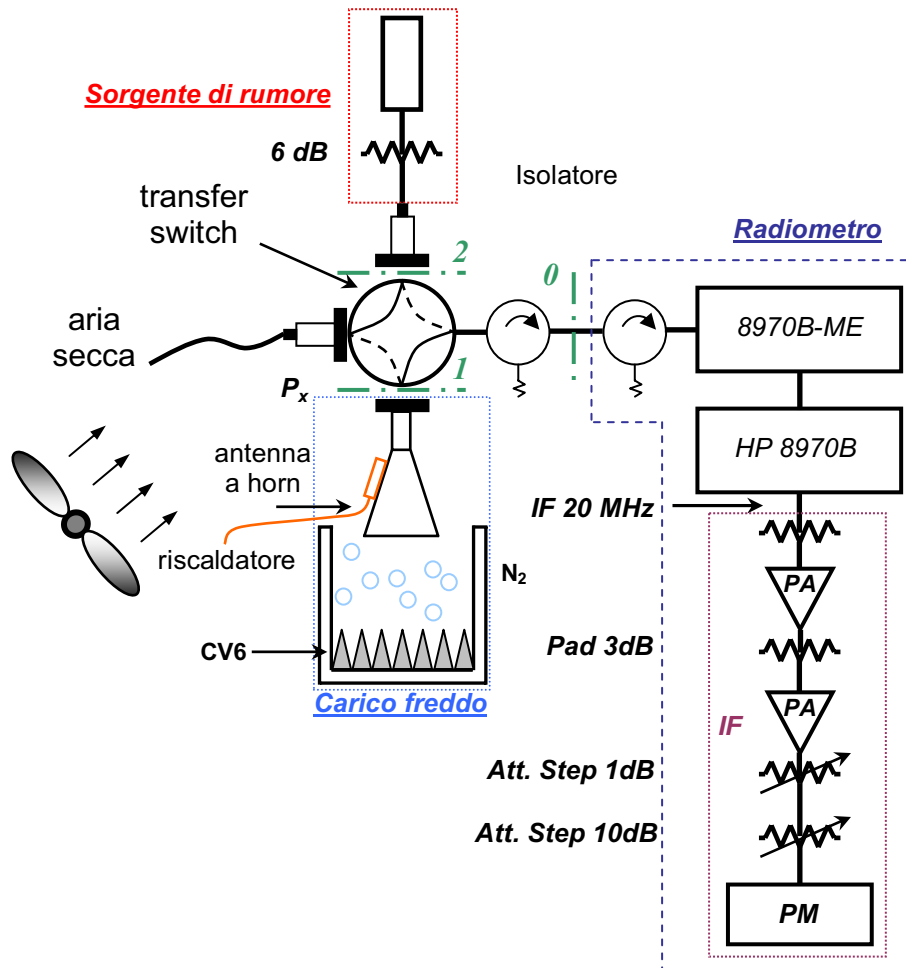 Sorgente di rumore
6 dB
Isolatore
transfer
switch
Radiometro
2
0
8970B-ME
aria
secca
1
Px
HP 8970B
antenna
a horn
IF 20 MHz
riscaldatore
N2
PA
CV6
Pad 3dB
Carico freddo
PA
IF
Att. Step 1dB
Att. Step 10dB
PM